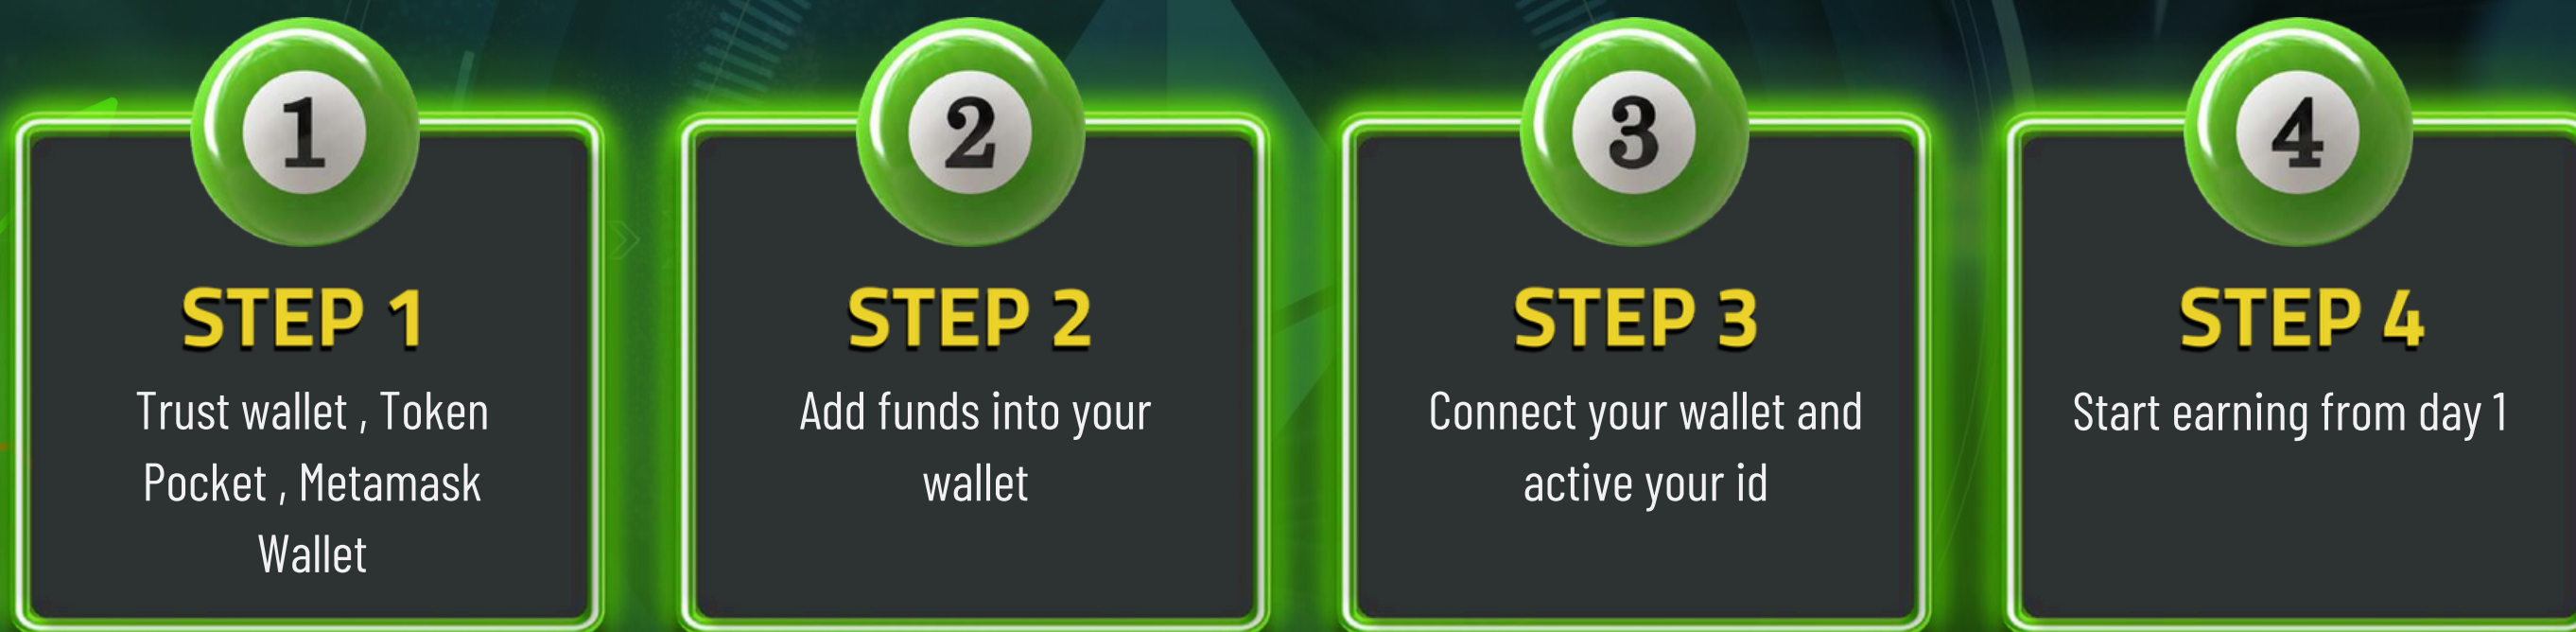 1
STEP 1
Trust wallet , Token
Pocket , Metamask
Wallet
2
STEP 2
Add funds into your
wallet
3
STEP 3
Connect your wallet and
active your id
4
STEP 4
Start earning from day 1